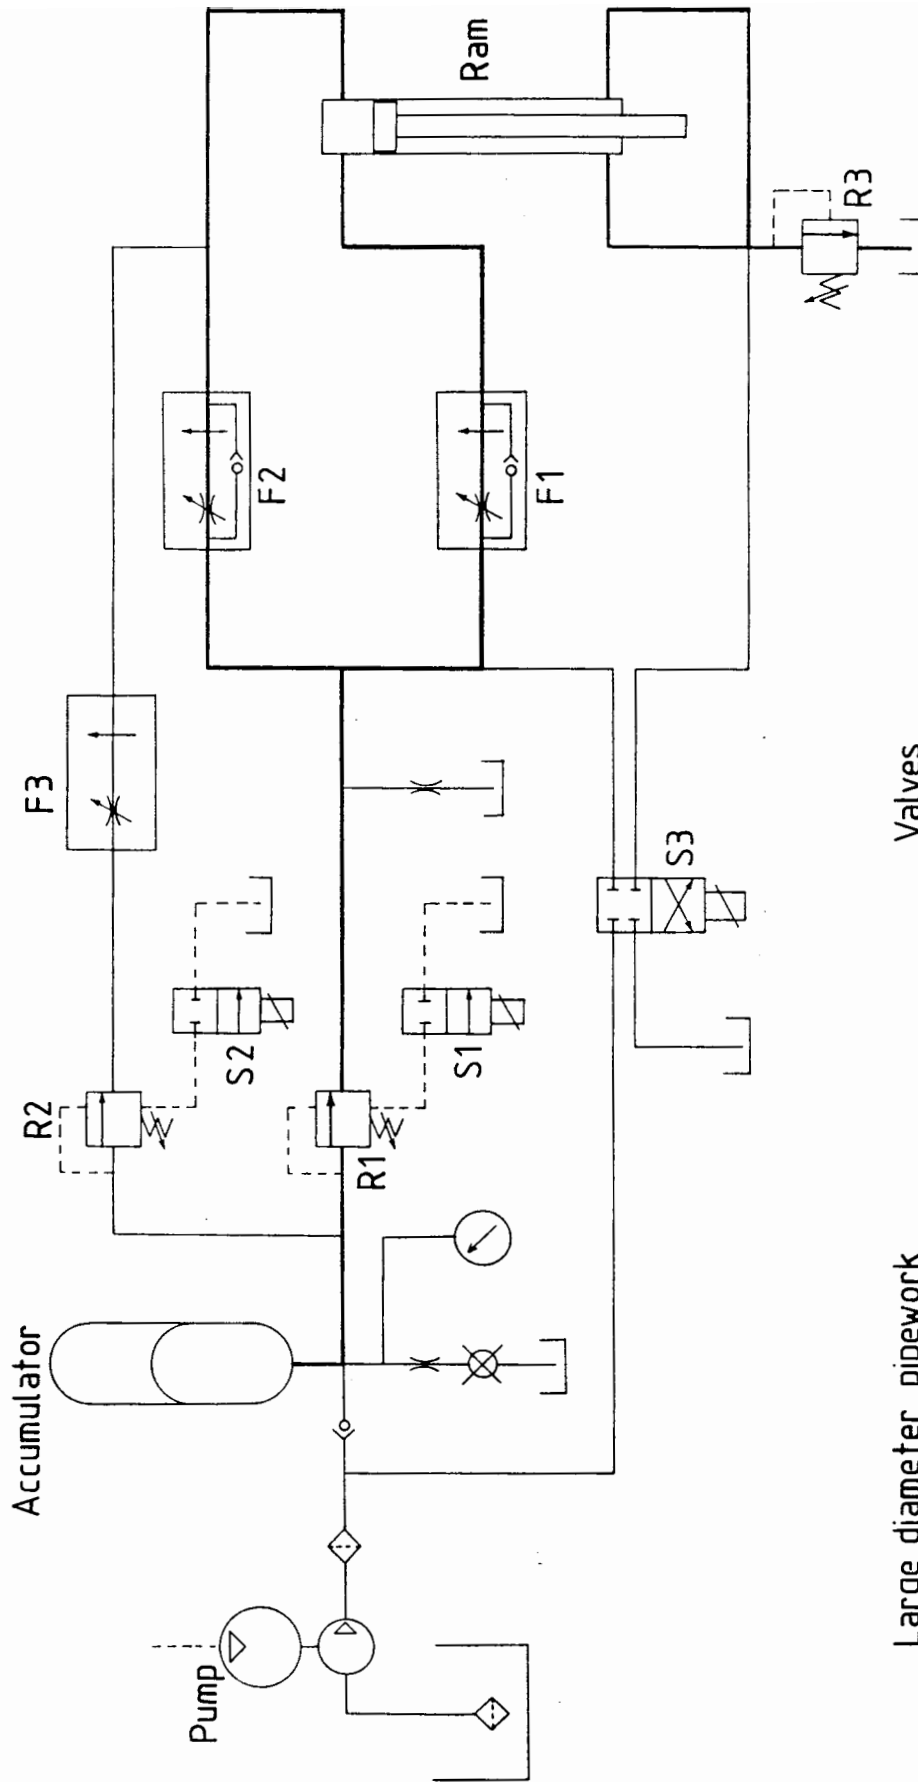 Accumulator
Pump
R2
F3
S2
R1
S1
F2
F1
S3
Ram
R3
Large diameter pipework
Valves